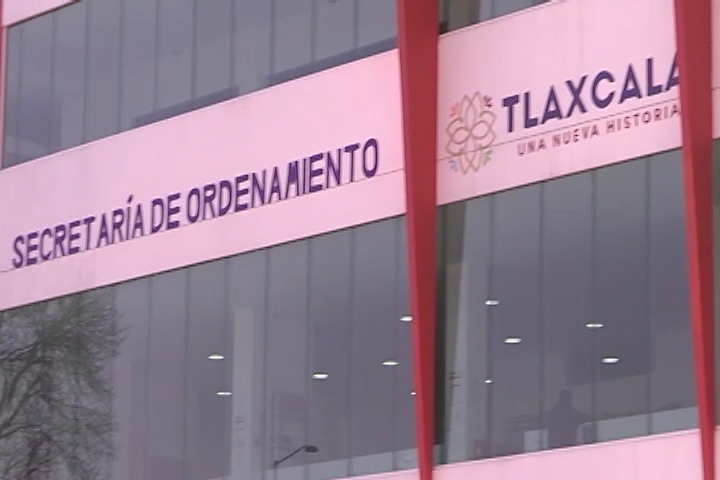 SECRETARÍA DE ORDENAMIENTO
TLAXCALA
UNA NUEVA HISTORIA